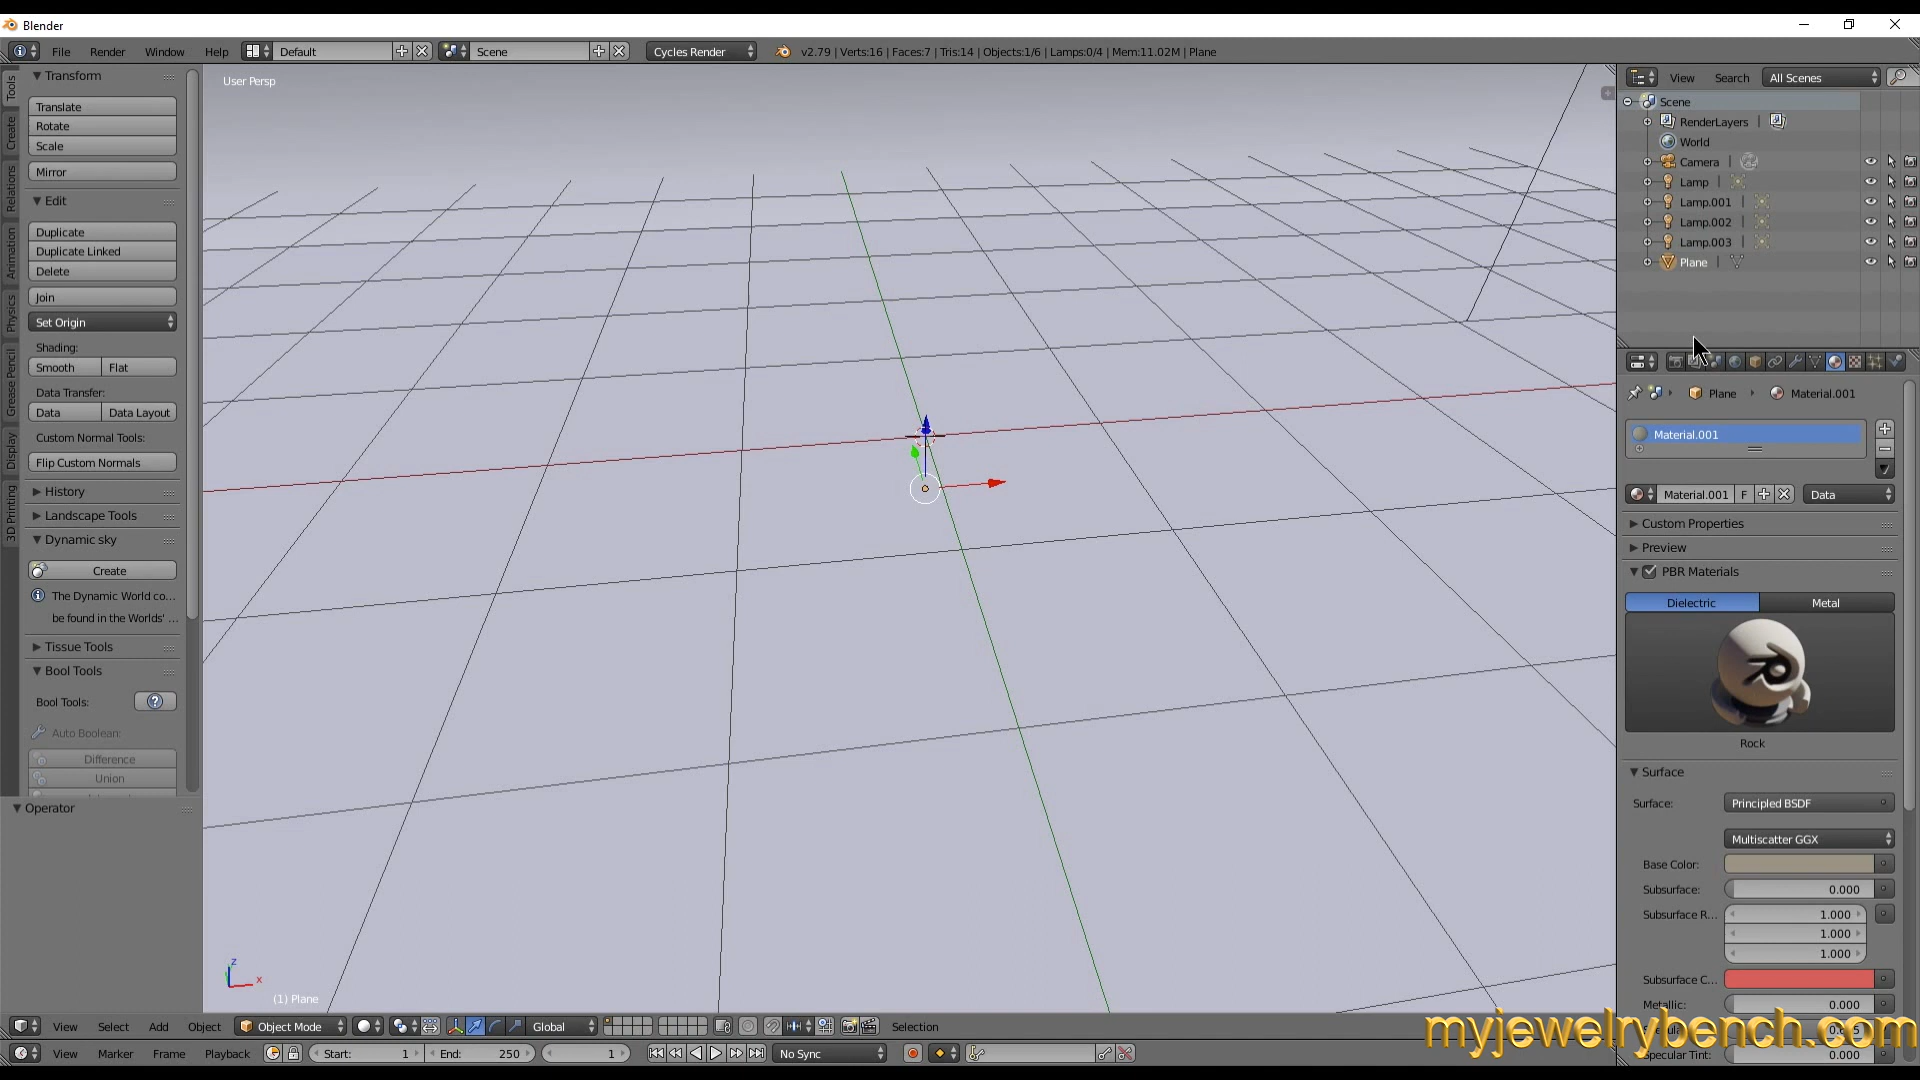 Blender
File Render Window Help Default Scene Cycles Render v2.79 | Verts:16 | Faces:7 | Tris:14 | Objects:1/6 | Lamps:0/4 | Mem:11.02M | Plane
Tools
Create
Relations
Animation
Physics
Grease Pencil
Display
3D Printing
Transform
Translate
Rotate
Scale
Mirror
Edit
Duplicate
Duplicate Linked
Delete
Join
Set Origin
Shading:
Smooth Flat
Data Transfer:
Data Data Layout
Custom Normal Tools:
Flip Custom Normals
History
Landscape Tools
Dynamic sky
Create
The Dynamic World co...
be found in the Worlds' ...
Tissue Tools
Bool Tools
Bool Tools:
Auto Boolean:
Difference
Union
Operator
User Persp
z
x
(1) Plane
View Search All Scenes
Scene
RenderLayers |
World
Camera |
Lamp |
Lamp.001 |
Lamp.002 |
Lamp.003 |
Plane |
Plane Material.001
Material.001
Material.001 F Data
Custom Properties
Preview
PBR Materials
Dielectric Metal
Rock
Surface
Surface: Principled BSDF
Multiscatter GGX
Base Color:
Subsurface: 0.000
Subsurface R... 1.000
1.000
1.000
Subsurface C...
Metallic: 0.000
Specular Tint: 0.000
View Select Add Object Object Mode Global Selection
View Marker Frame Playback Start: 1 End: 250 1 No Sync
myjewelrybench.com